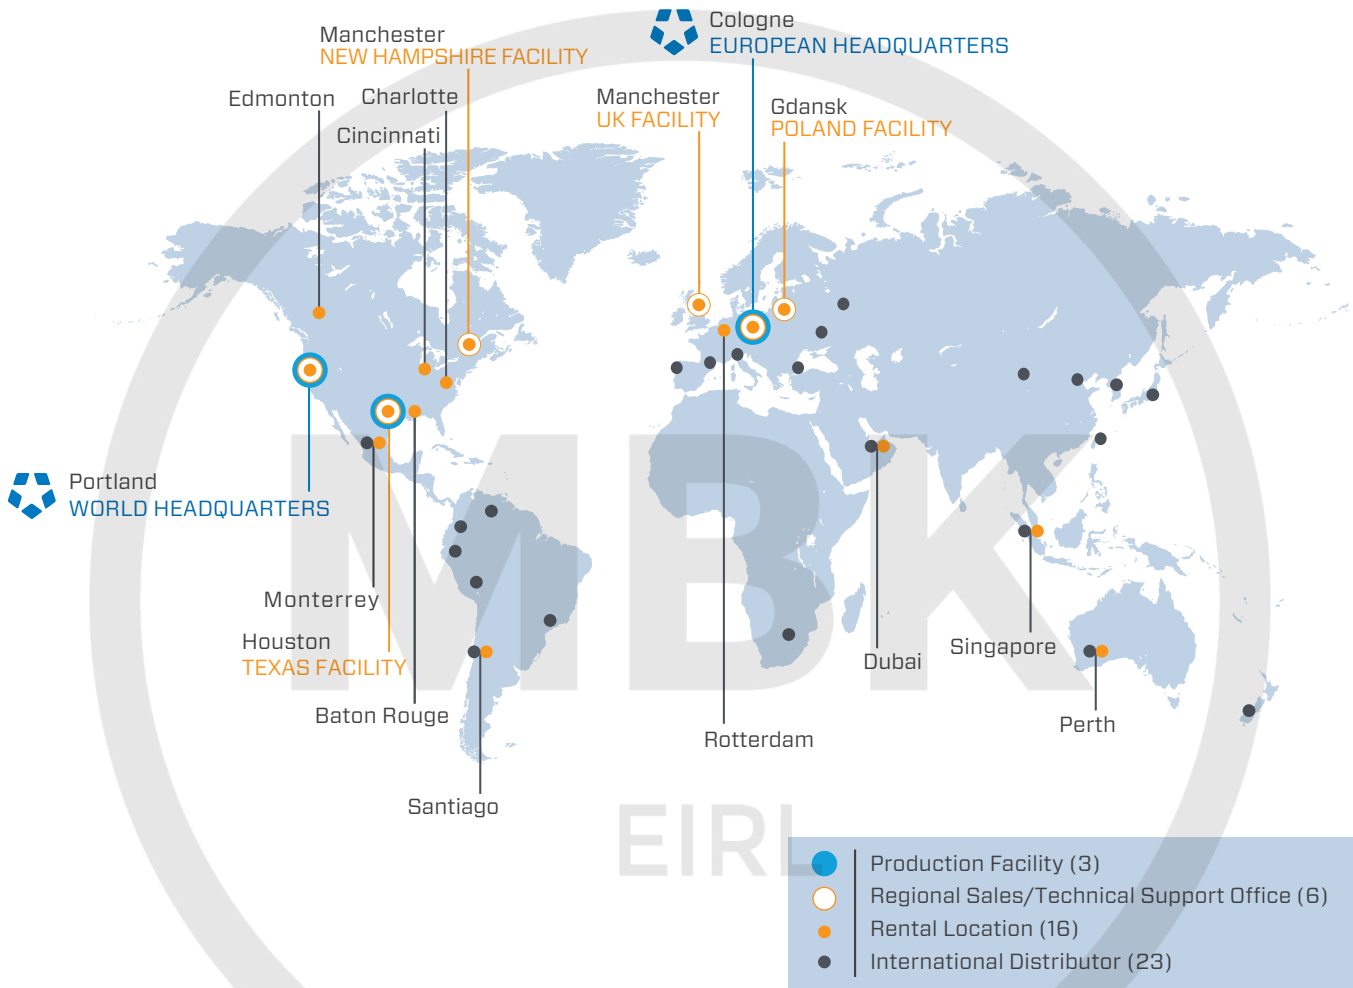 Cologne
EUROPEAN HEADQUARTERS
Manchester
NEW HAMPSHIRE FACILITY
Edmonton
Charlotte
Cincinnati
Manchester
UK FACILITY
Gdansk
POLAND FACILITY
Portland
WORLD HEADQUARTERS
Monterrey
Houston
TEXAS FACILITY
Baton Rouge
Santiago
Rotterdam
Dubai
Singapore
Perth
MBK
EIRL
Production Facility (3)
Regional Sales/Technical Support Office (6)
Rental Location (16)
International Distributor (23)